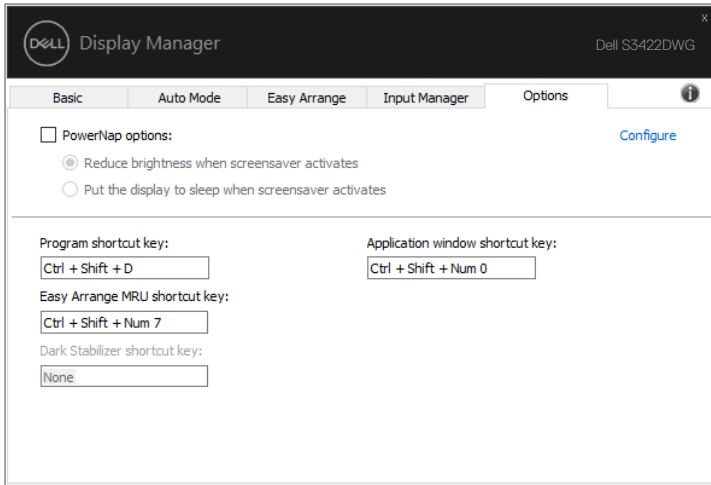 x
DELL Display Manager
Dell S3422DWG
Basic Auto Mode Easy Arrange Input Manager Options i
PowerNap options: Configure
Reduce brightness when screensaver activates
Put the display to sleep when screensaver activates
Program shortcut key: Application window shortcut key:
Ctrl + Shift + D Ctrl + Shift + Num 0
Easy Arrange MRU shortcut key:
Ctrl + Shift + Num 7
Dark Stabilizer shortcut key:
None